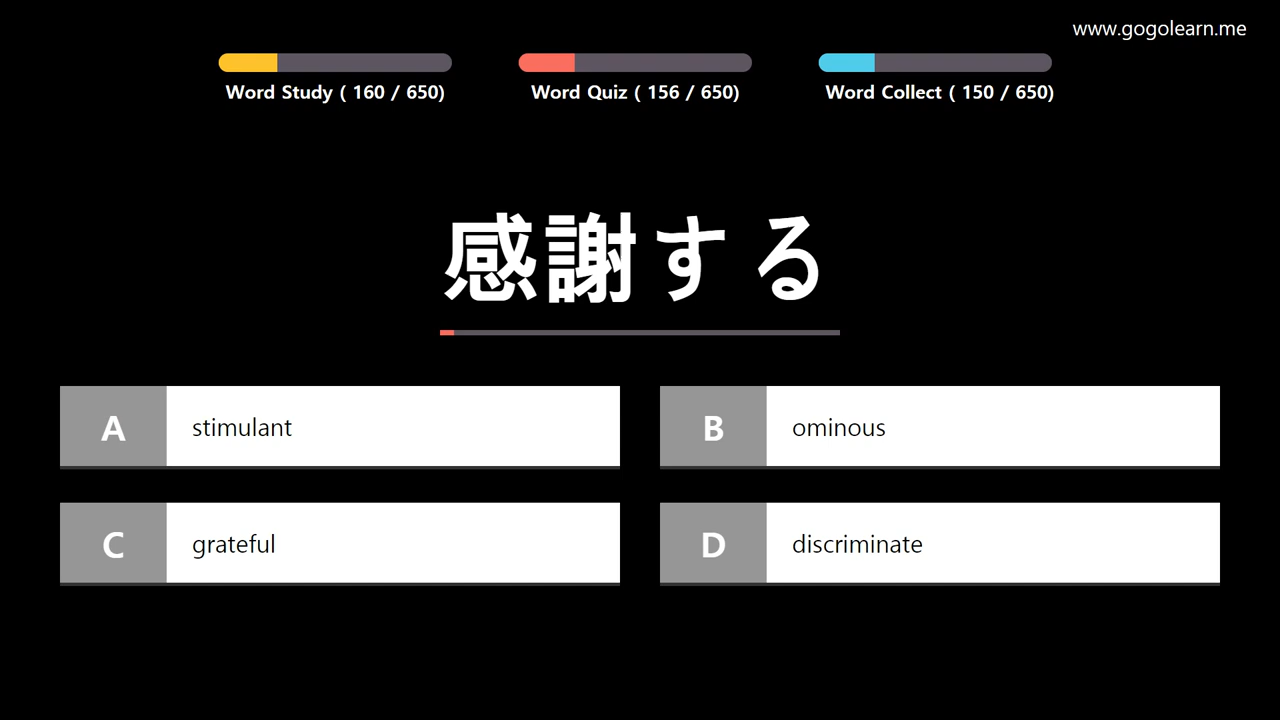 www.gogolearn.me
Word Study ( 160 / 650)
Word Quiz ( 156 / 650)
Word Collect ( 150 / 650)
感謝する
A stimulant
B ominous
C grateful
D discriminate